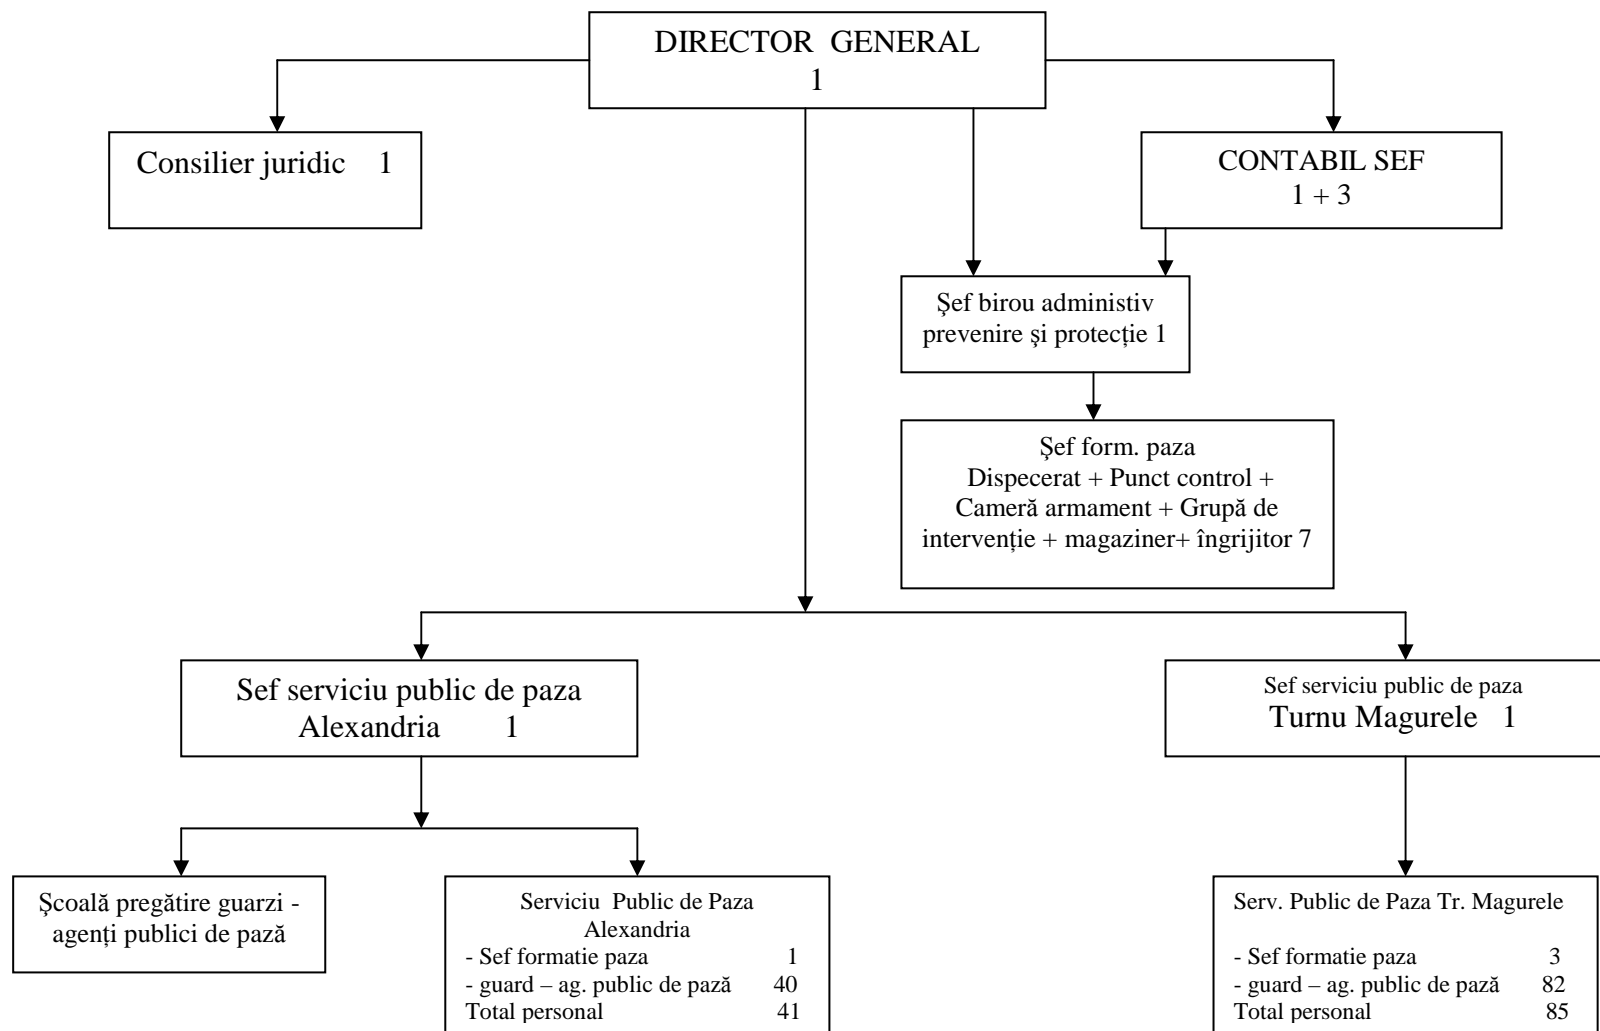 DIRECTOR GENERAL
1
Consilier juridic 1
CONTABIL SEF
1 + 3
Şef birou administiv
prevenire şi protecţie 1
Şef form. paza
Dispecerat + Punct control +
Cameră armament + Grupă de
intervenţie + magaziner+ îngrijitor 7
Sef serviciu public de paza
Alexandria 1
Sef serviciu public de paza
Turnu Magurele 1
Şcoală pregătire guarzi -
agenţi publici de pază
Serviciu Public de Paza
Alexandria
- Sef formatie paza 1
- guard – ag. public de pază 40
Total personal 41
Serv. Public de Paza Tr. Magurele
- Sef formatie paza 3
- guard – ag. public de pază 82
Total personal 85